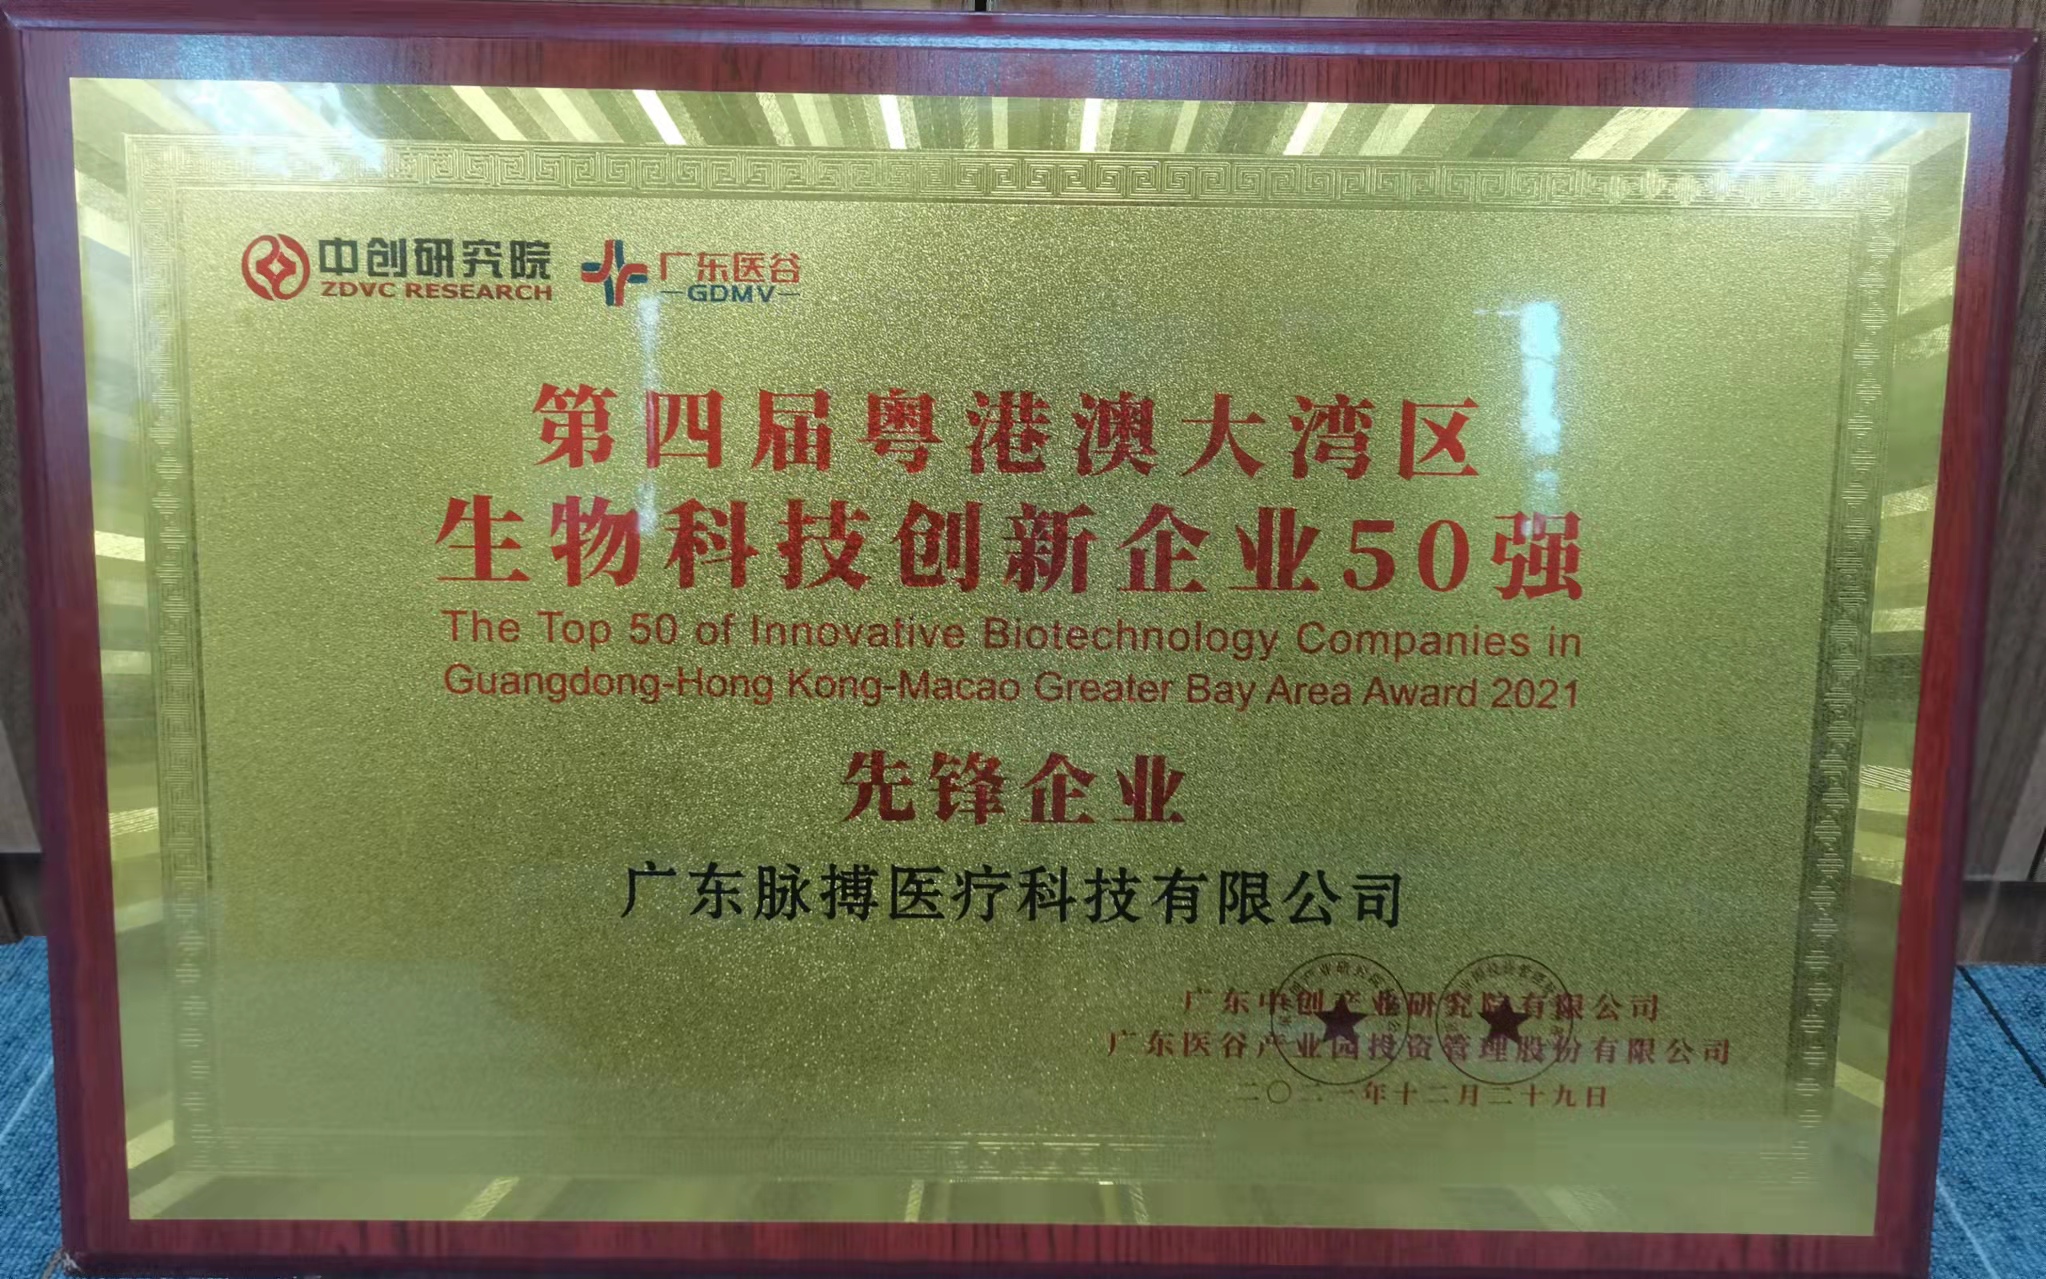 中创研究院
ZDVC RESEARCH
广东医谷
GDMV
第四届粤港澳大湾区
生物科技创新企业50强
The Top 50 of Innovative Biotechnology Companies in
Guangdong-Hong Kong-Macao Greater Bay Area Award 2021
先锋企业
广东脉搏医疗科技有限公司
广东中创产业研究院有限公司
广东医谷产业园投资管理股份有限公司
二〇二一年十二月二十九日